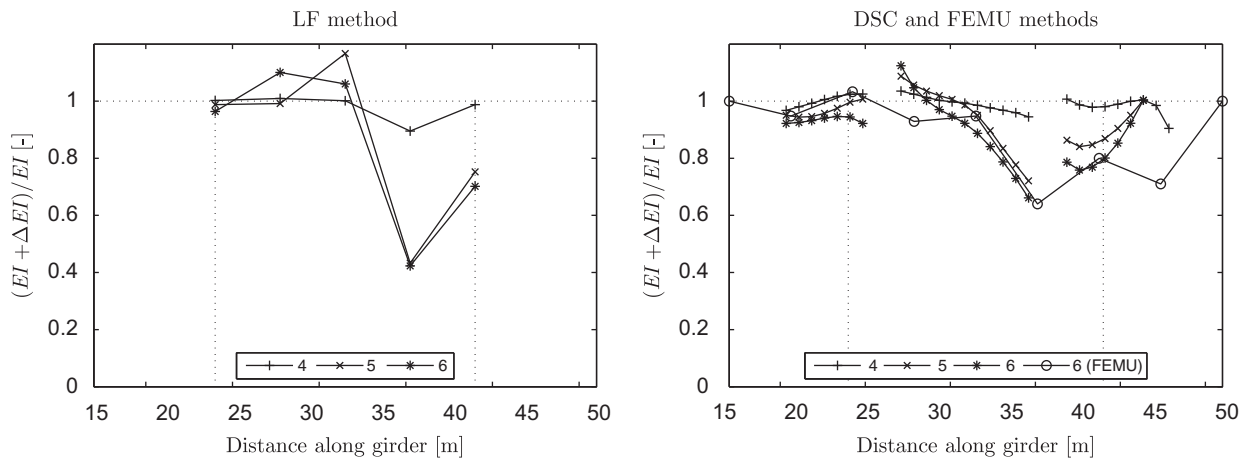 LF method
(EI + ΔEI)/EI [-]
1
0.8
0.6
0.4
0.2
0
4 5 6
15 20 25 30 35 40 45 50
Distance along girder [m]
DSC and FEMU methods
(EI + ΔEI)/EI [-]
1
0.8
0.6
0.4
0.2
0
4 5 6 6 (FEMU)
15 20 25 30 35 40 45 50
Distance along girder [m]